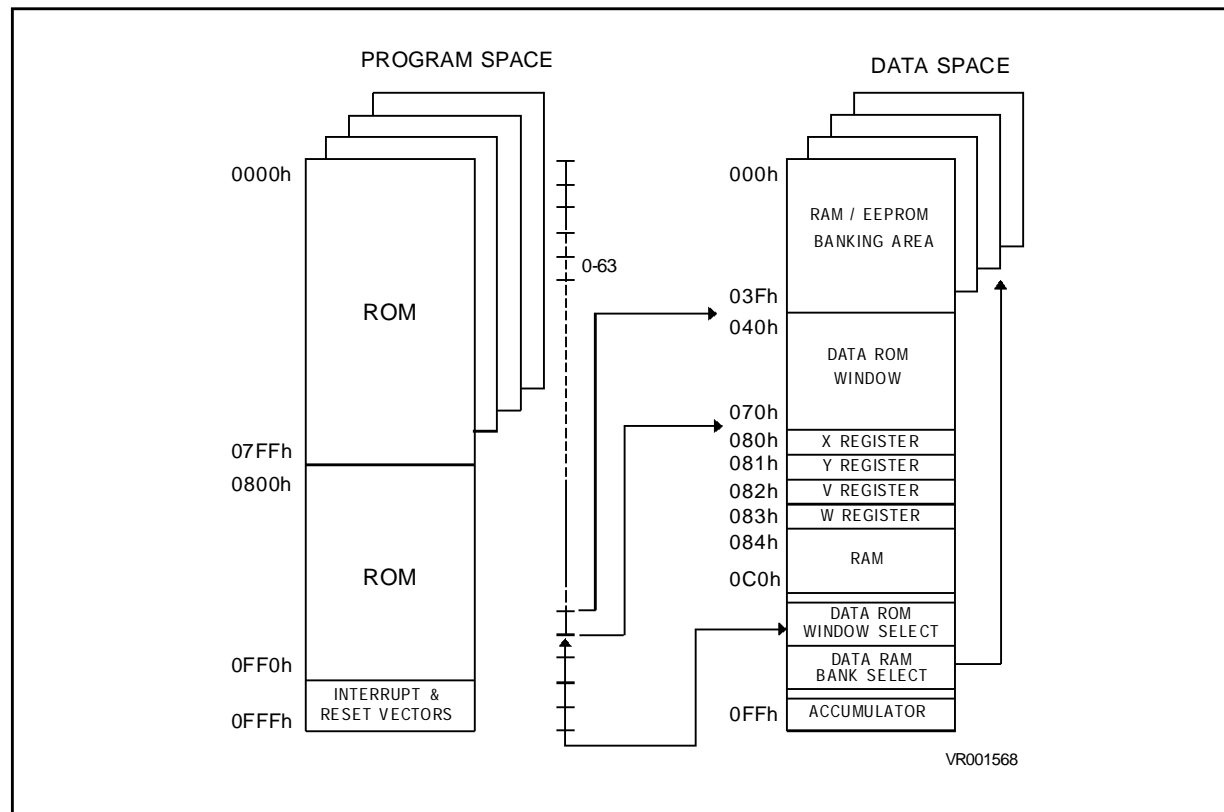 PROGRAM SPACE
0000h
ROM
07FFh
0800h
ROM
0FF0h
INTERRUPT &
RESET VECTORS
0FFFh
0-63
DATA SPACE
000h
RAM / EEPROM
BANKING AREA
03Fh
040h
DATA ROM
WINDOW
070h
080h
X REGISTER
081h
Y REGISTER
082h
V REGISTER
083h
W REGISTER
084h
RAM
0C0h
DATA ROM
WINDOW SELECT
DATA RAM
BANK SELECT
0FFh
ACCUMULATOR
VR001568